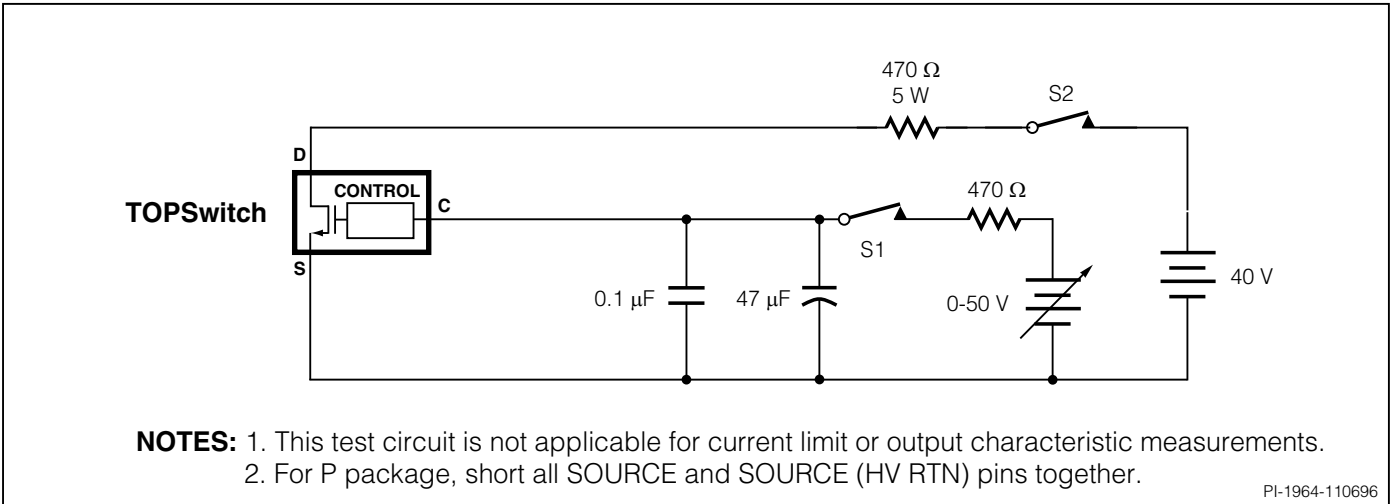 470 Ω
5 W
S2
D
CONTROL
TOPSwitch
C
470 Ω
S1
S
0.1 µF
47 µF
0-50 V
40 V
NOTES: 1. This test circuit is not applicable for current limit or output characteristic measurements.
2. For P package, short all SOURCE and SOURCE (HV RTN) pins together.
PI-1964-110696